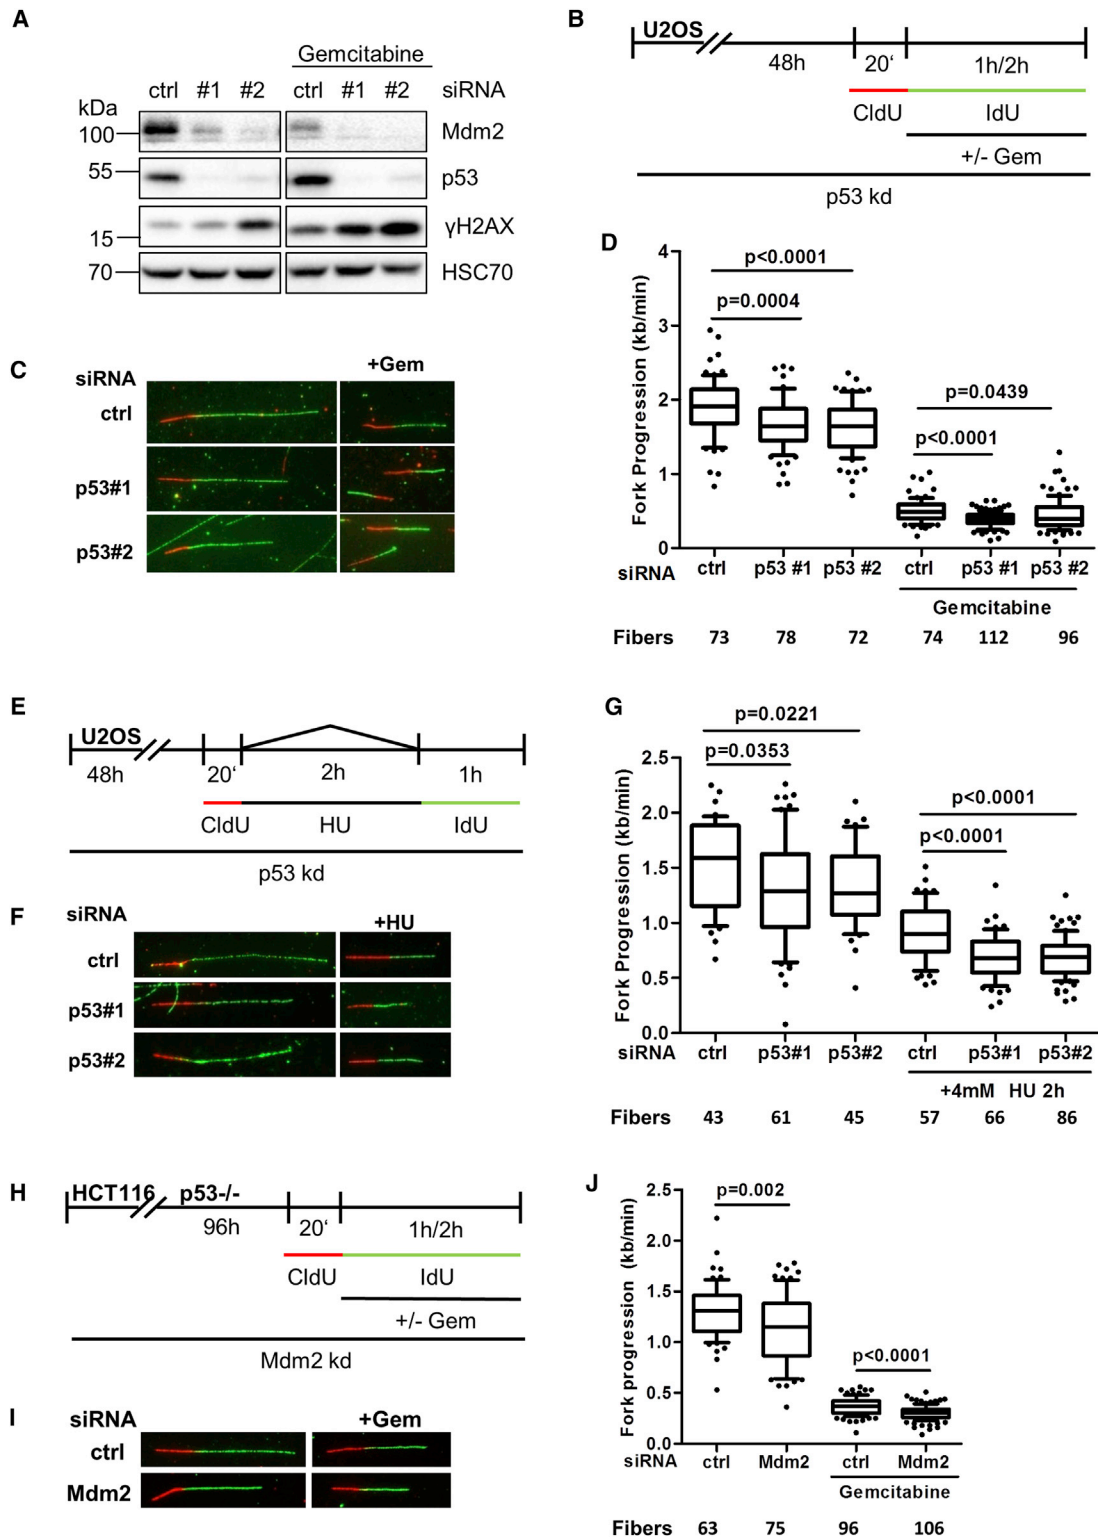 A
Gemcitabine
ctrl #1 #2 ctrl #1 #2 siRNA
kDa
100 Mdm2
55 p53
15 γH2AX
70 HSC70
B
U2OS
48h 20‘ 1h/2h
CldU IdU
+/- Gem
p53 kd
C
siRNA +Gem
ctrl
p53#1
p53#2
D
Fork Progression (kb/min)
4
3
2
1
0
p<0.0001
p=0.0004
p=0.0439
p<0.0001
siRNA ctrl p53 #1 p53 #2 ctrl p53 #1 p53 #2
Gemcitabine
Fibers 73 78 72 74 112 96
E
U2OS
48h 20‘ 2h 1h
CldU HU IdU
p53 kd
F
siRNA +HU
ctrl
p53#1
p53#2
G
Fork Progression (kb/min)
2.5
2.0
1.5
1.0
0.5
0.0
p=0.0221
p=0.0353
p<0.0001
p<0.0001
siRNA ctrl p53#1 p53#2 ctrl p53#1 p53#2
+4mM HU 2h
Fibers 43 61 45 57 66 86
H
HCT116 p53-/-
96h 20‘ 1h/2h
CldU IdU
+/- Gem
Mdm2 kd
I
siRNA +Gem
ctrl
Mdm2
J
Fork progression (kb/min)
2.5
2.0
1.5
1.0
0.5
0.0
p=0.002
p<0.0001
siRNA ctrl Mdm2 ctrl Mdm2
Gemcitabine
Fibers 63 75 96 106